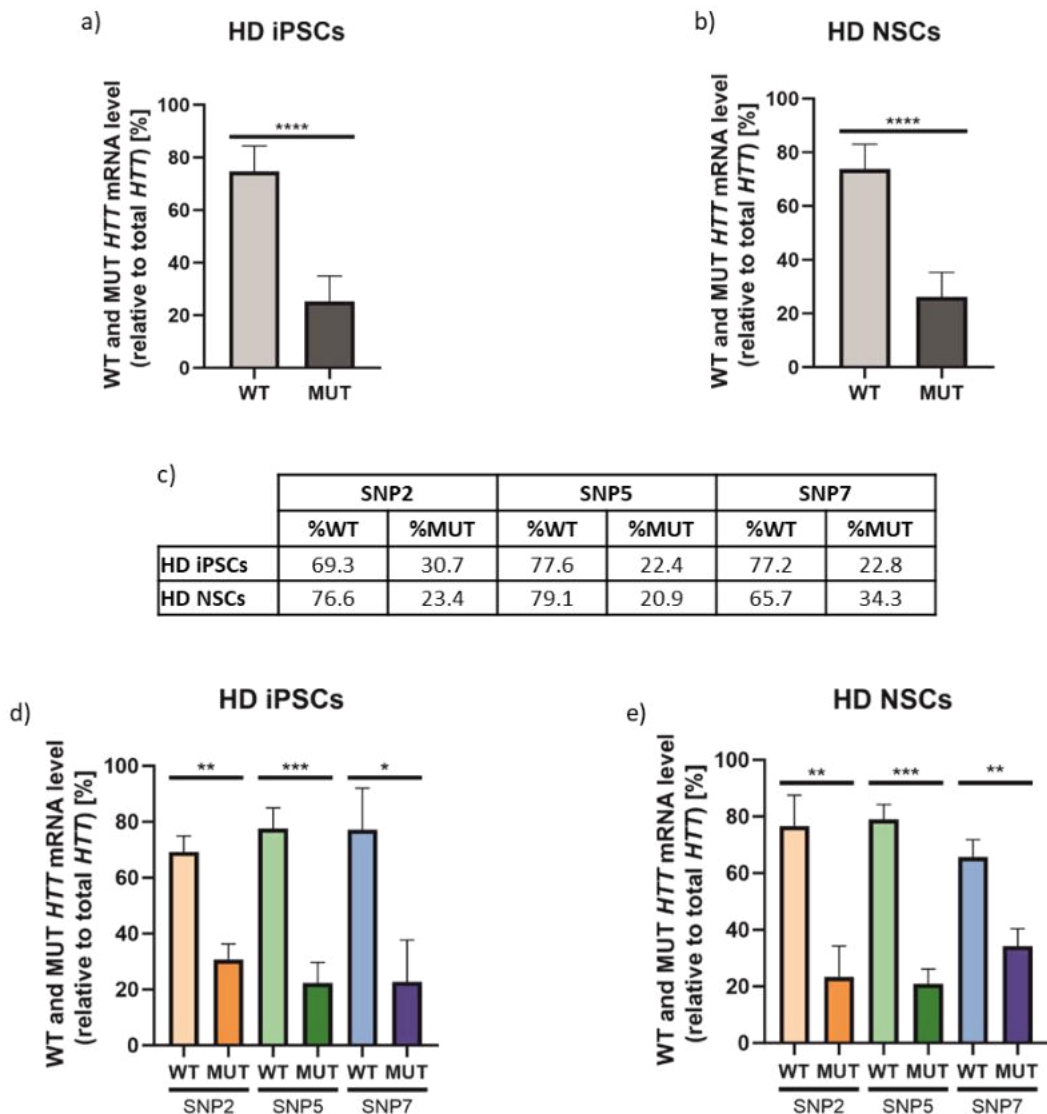 a)
HD iPSCs
WT and MUT HTT mRNA level
(relative to total HTT) [%]
100
80
60
40
20
0
****
WT MUT
b)
HD NSCs
WT and MUT HTT mRNA level
(relative to total HTT) [%]
100
80
60
40
20
0
****
WT MUT
c)
SNP2 SNP5 SNP7
%WT %MUT %WT %MUT %WT %MUT
HD iPSCs 69.3 30.7 77.6 22.4 77.2 22.8
HD NSCs 76.6 23.4 79.1 20.9 65.7 34.3
d)
HD iPSCs
WT and MUT HTT mRNA level
(relative to total HTT) [%]
100
80
60
40
20
0
** *** *
WT MUT WT MUT WT MUT
SNP2 SNP5 SNP7
e)
HD NSCs
WT and MUT HTT mRNA level
(relative to total HTT) [%]
100
80
60
40
20
0
** *** **
WT MUT WT MUT WT MUT
SNP2 SNP5 SNP7